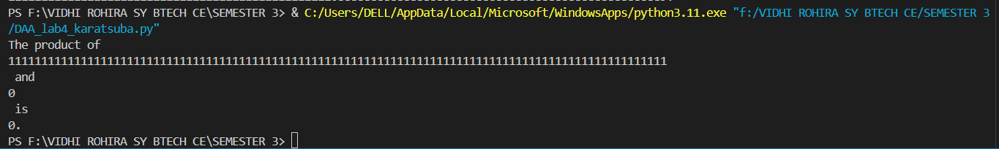 PS F:\VIDHI ROHIRA SY BTECH CE\SEMESTER 3> & C:/Users/DELL/AppData/Local/Microsoft/WindowsApps/python3.11.exe "f:/VIDHI ROHIRA SY BTECH CE/SEMESTER 3
/DAA_lab4_karatsuba.py"
The product of
1111111111111111111111111111111111111111111111111111111111111111111111111111111111111111111111111111
 and
0
 is
0.
PS F:\VIDHI ROHIRA SY BTECH CE\SEMESTER 3>